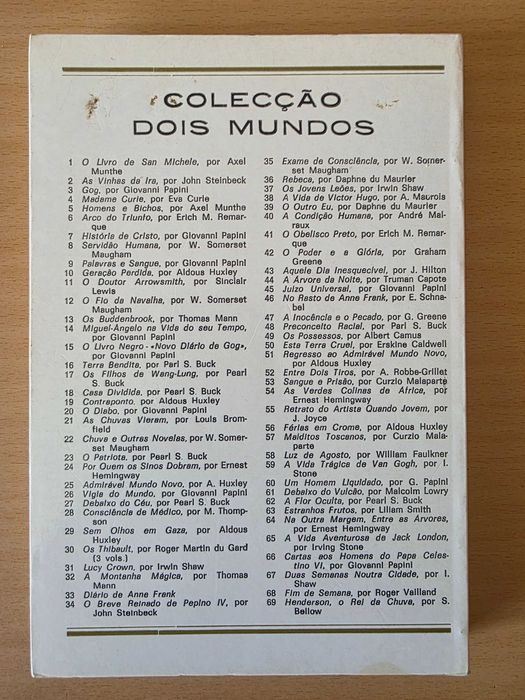 COLECÇÃO
DOIS MUNDOS
1 O Livro de San Michele, por Axel
Munthe
2 As Vinhas da Ira, por John Steinbeck
3 Gog, por Giovanni Papini
4 Madame Curie, por Eva Curie
5 Homens e Bichos, por Axel Munthe
6 Arco do Triunfo, por Erich M. Remar-
que
7 História de Cristo, por Giovanni Papini
8 Servidão Humana, por W. Somerset
Maugham
9 Palavras e Sangue, por Giovanni Papini
10 Geração Perdida, por Aldous Huxley
11 O Doutor Arrowsmith, por Sinclair
Lewis
12 O Fio da Navalha, por W. Somerset
Maugham
13 Os Buddenbrook, por Thomas Mann
14 Miguel-Ângelo na Vida do seu Tempo,
por Giovanni Papini
15 O Livro Negro - «Novo Diário de Gog»,
por Giovanni Papini
16 Terra Bendita, por Parl S. Buck
17 Os Filhos de Wang-Lung, por Pearl
S. Buck
18 Casa Dividida, por Pearl S. Buck
19 Contraponto, por Aldous Huxley
20 O Diabo, por Giovanni Papini
21 As Chuvas Vieram, por Louis Brom-
field
22 Chuva e Outras Novelas, por W. Somer-
set Maugham
23 O Patriota, por Pearl S. Buck
24 Por Quem os Sinos Dobram, por Ernest
Hemingway
25 Admirável Mundo Novo, por A. Huxley
26 Vigia do Mundo, por Giovanni Papini
27 Debaixo do Céu, por Pearl S. Buck
28 Consciência de Médico, por M. Thomp-
son
29 Sem Olhos em Gaza, por Aldous
Huxley
30 Os Thibault, por Roger Martin du Gard
(3 vols.)
31 Lucy Crown, por Irwin Shaw
32 A Montanha Mágica, por Thomas
Mann
33 Diário de Anne Frank
34 O Breve Reinado de Pepino IV, por
John Steinbeck
35 Exame de Consciência, por W. Somer-
set Maugham
36 Rebeca, por Daphne du Maurier
37 Os Jovens Leões, por Irwin Shaw
38 A Vida de Victor Hugo, por A. Maurois
39 O Outro Eu, por Daphne du Maurier
40 A Condição Humana, por André Mal-
raux
41 O Obelisco Preto, por Erich M. Remar-
que
42 O Poder e a Glória, por Graham
Greene
43 Aquele Dia Inesquecível, por J. Hilton
44 A Árvore da Noite, por Truman Capote
45 Juízo Universal, por Giovanni Papini
46 No Rasto de Anne Frank, por E. Schna-
bel
47 A Inocência e o Pecado, por G. Greene
48 Preconceito Racial, por Parl S. Buck
49 Os Possessos, por Albert Camus
50 Esta Terra Cruel, por Erskine Caldwell
51 Regresso ao Admirável Mundo Novo,
por Aldous Huxley
52 Entre Dois Tiros, por A. Robbe-Grillet
53 Sangue e Prisão, por Curzio Malaparte
54 As Verdes Colinas de África, por
Ernest Hemingway
55 Retrato do Artista Quando Jovem, por
J. Joyce
56 Férias em Crome, por Aldous Huxley
57 Malditos Toscanos, por Curzio Mala-
parte
58 Luz de Agosto, por William Faulkner
59 A Vida Trágica de Van Gogh, por I.
Stone
60 Um Homem Liquidado, por G. Papini
61 Debaixo do Vulcão, por Malcolm Lowry
62 A Flor Oculta, por Pearl S. Buck
63 Estranhos Frutos, por Liliam Smith
64 Na Outra Margem, Entre as Árvores,
por Ernest Hemingway
65 A Vida Aventurosa de Jack London,
por Irving Stone
66 Cartas aos Homens do Papa Celes-
tino VI, por Giovanni Papini
67 Duas Semanas Noutra Cidade, por I.
Shaw
68 Fim de Semana, por Roger Vailland
69 Henderson, o Rei da Chuva, por S.
Bellow